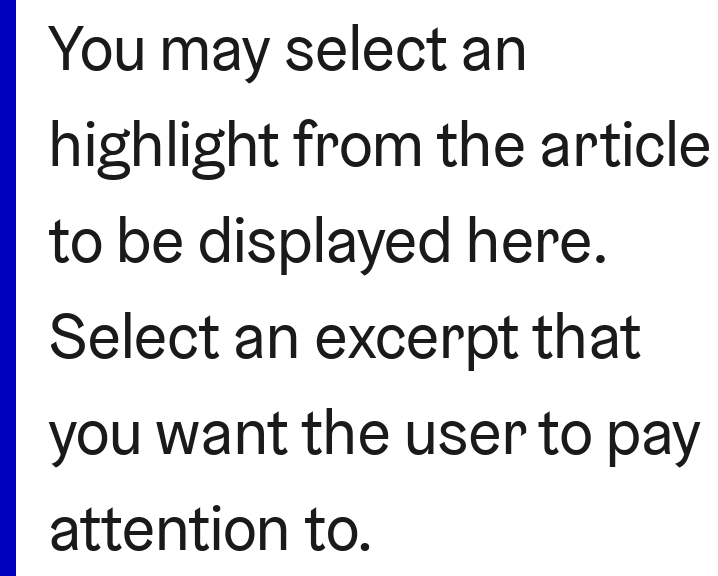 You may select an
highlight from the article
to be displayed here.
Select an excerpt that
you want the user to pay
attention to.